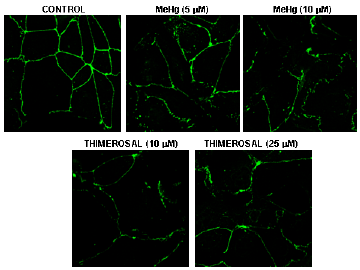 CONTROL
MeHg (5 µM)
MeHg (10 µM)
THIMEROSAL (10 µM)
THIMEROSAL (25 µM)